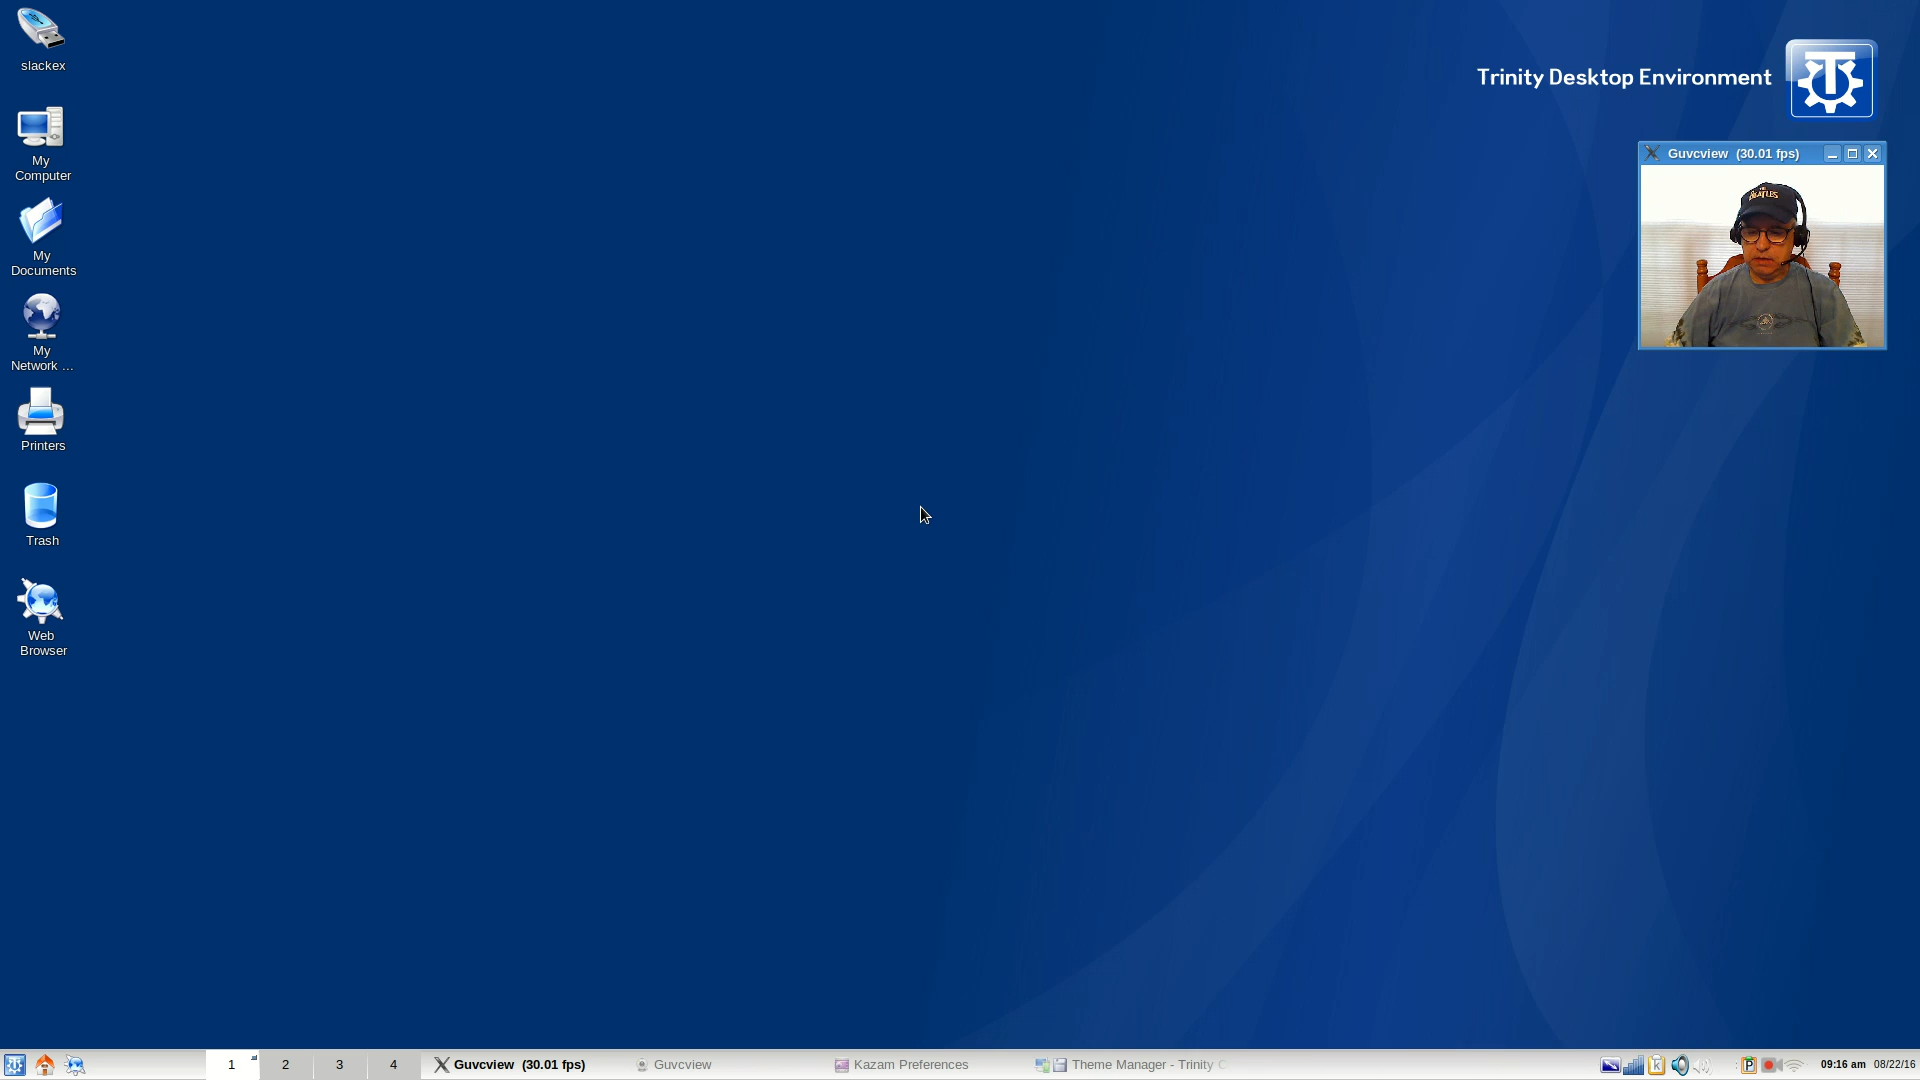 slackex
My
Computer
My
Documents
My
Network ...
Printers
Trash
Web
Browser
Trinity Desktop Environment
Guvcview (30.01 fps)
BEATLES
1
2
3
4
Guvcview (30.01 fps)
Guvcview
Kazam Preferences
Theme Manager - Trinity C
09:16 am
08/22/16